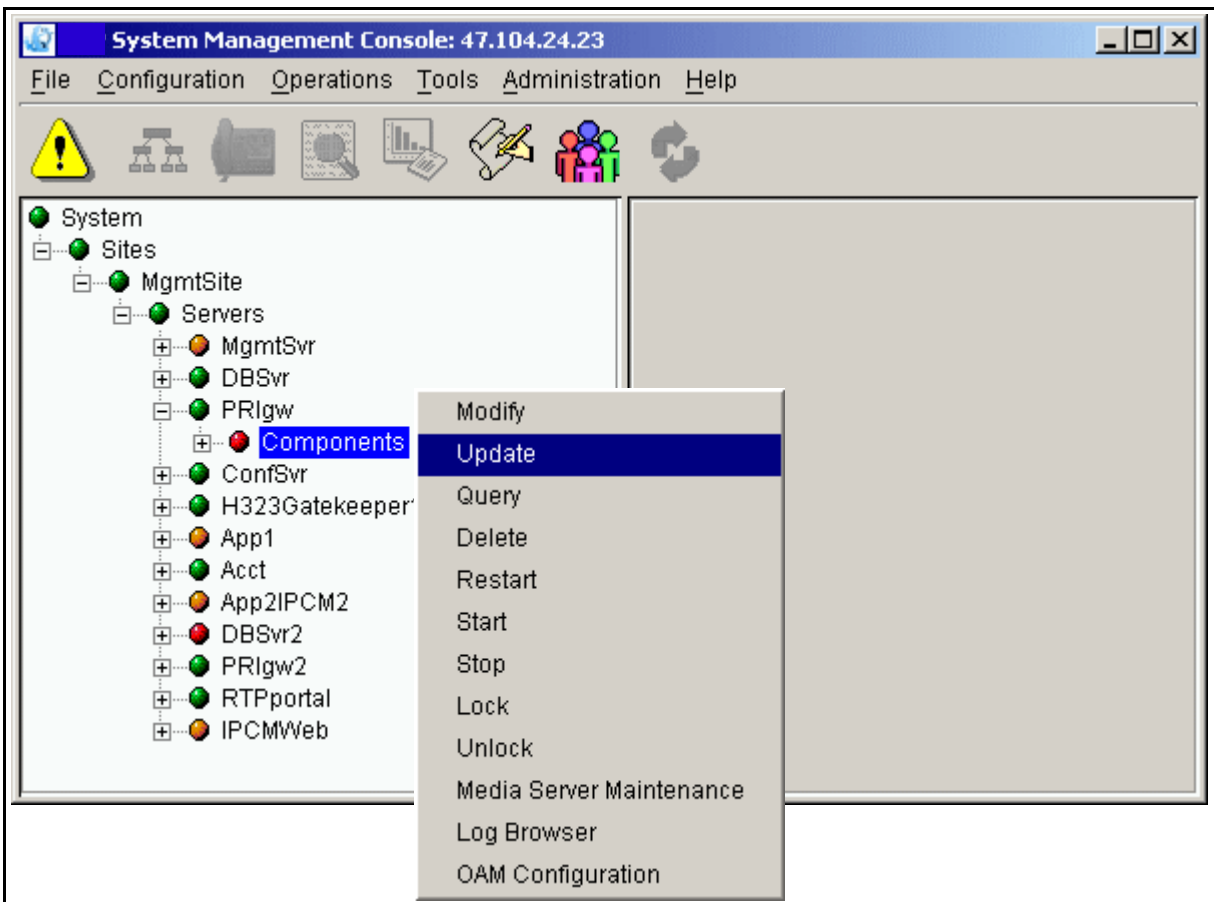 System Management Console: 47.104.24.23
File Configuration Operations Tools Administration Help
System
Sites
MgmtSite
Servers
MgmtSvr
DBSvr
PRIgw
Components
ConfSvr
H323Gatekeeper
App1
Acct
App2IPCM2
DBSvr2
PRIgw2
RTPportal
IPCMWeb
Modify
Update
Query
Delete
Restart
Start
Stop
Lock
Unlock
Media Server Maintenance
Log Browser
OAM Configuration